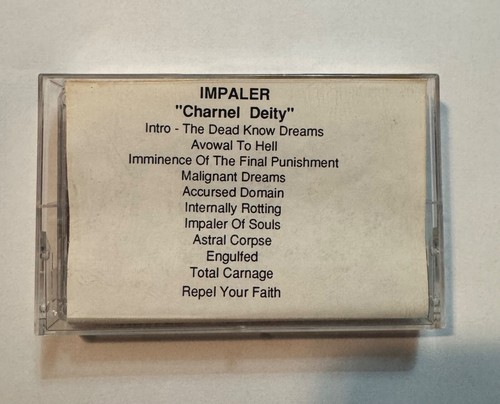 IMPALER
"Charnel Deity"
Intro - The Dead Know Dreams
Avowal To Hell
Imminence Of The Final Punishment
Malignant Dreams
Accursed Domain
Internally Rotting
Impaler Of Souls
Astral Corpse
Engulfed
Total Carnage
Repel Your Faith